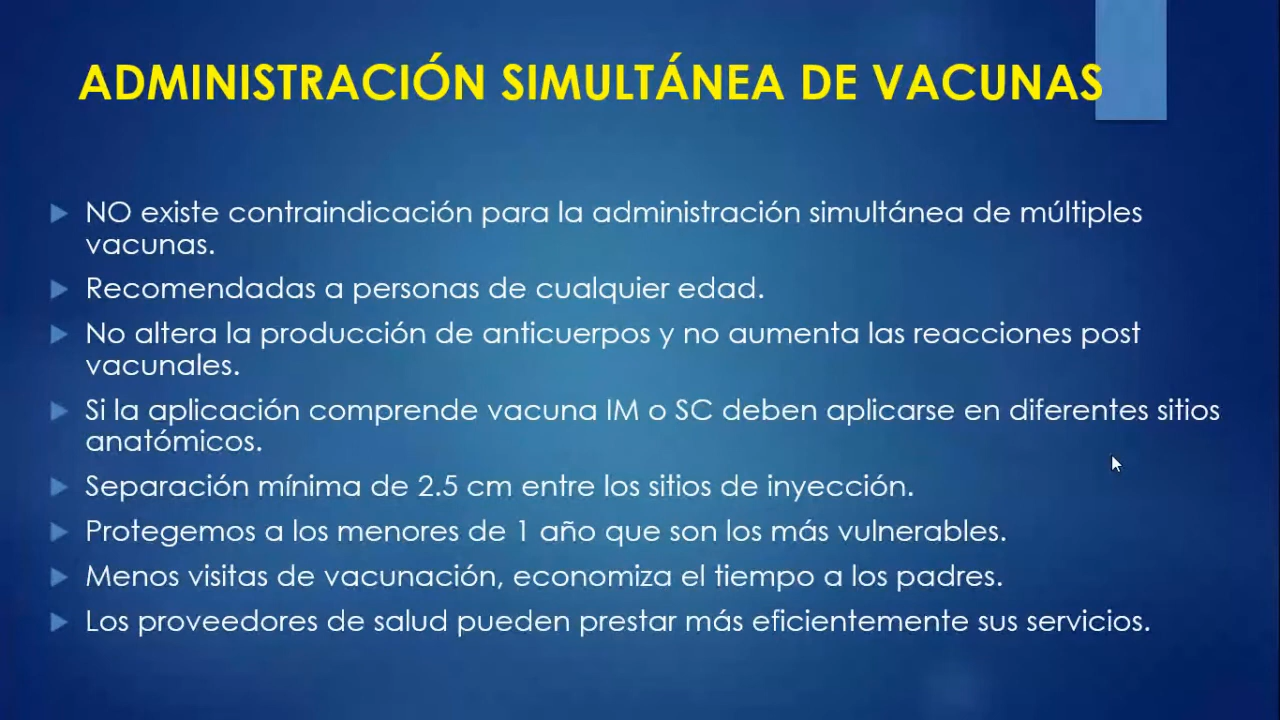 ADMINISTRACIÓN SIMULTÁNEA DE VACUNAS
NO existe contraindicación para la administración simultánea de múltiples
vacunas.
Recomendadas a personas de cualquier edad.
No altera la producción de anticuerpos y no aumenta las reacciones post
vacunales.
Si la aplicación comprende vacuna IM o SC deben aplicarse en diferentes sitios
anatómicos.
Separación mínima de 2.5 cm entre los sitios de inyección.
Protegemos a los menores de 1 año que son los más vulnerables.
Menos visitas de vacunación, economiza el tiempo a los padres.
Los proveedores de salud pueden prestar más eficientemente sus servicios.